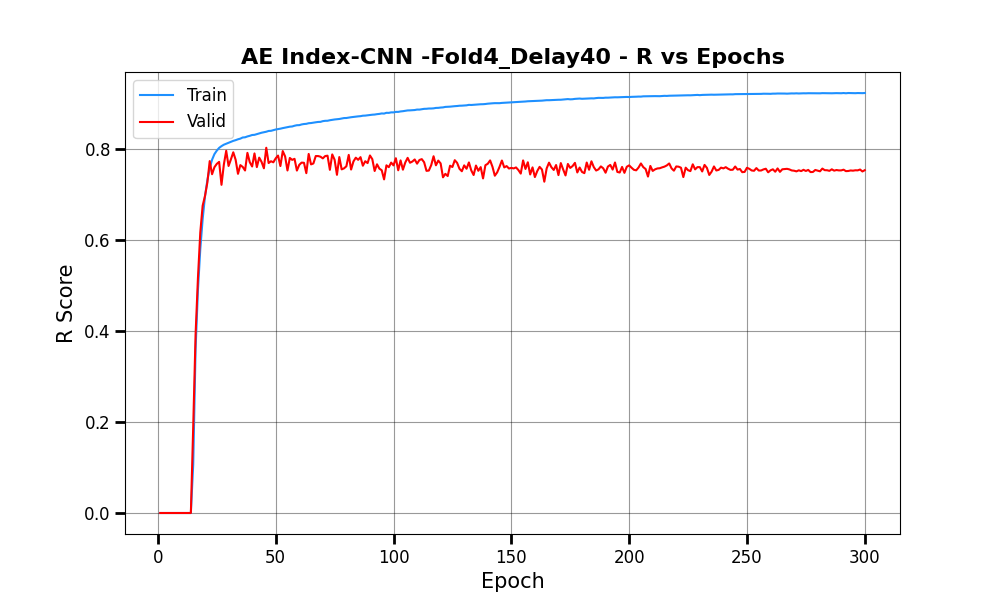 AE Index-CNN -Fold4_Delay40 - R vs Epochs
Train
Valid
R Score
0.8
0.6
0.4
0.2
0.0
0 50 100 150 200 250 300
Epoch